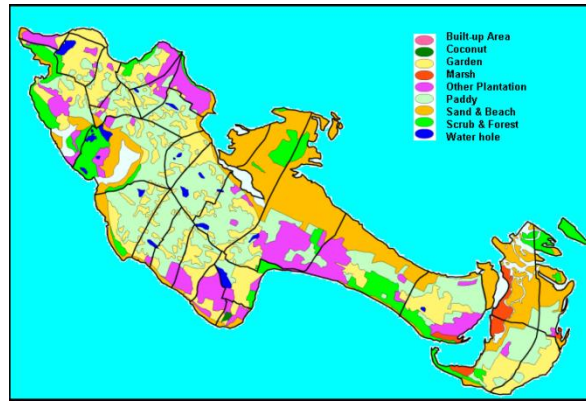 Built-up Area
Coconut
Garden
Marsh
Other Plantation
Paddy
Sand & Beach
Scrub & Forest
Water hole